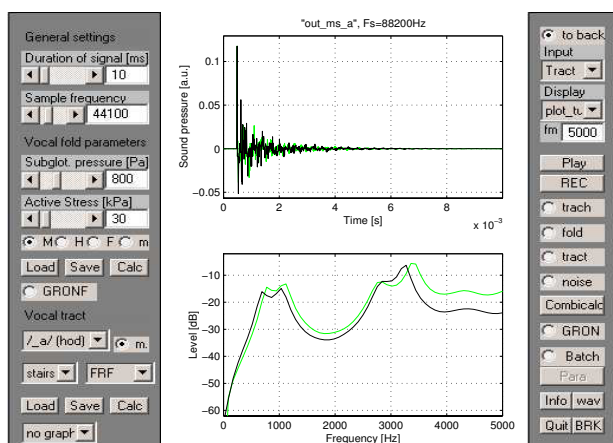 General settings
Duration of signal [ms]
10
Sample frequency
44100
Vocal fold parameters
Subglot. pressure [Pa]
800
Active Stress [kPa]
30
M H F m
Load Save Calc
GRONF
Vocal tract
/_a/ (hod) m.
stairs FRF
Load Save Calc
no graph
"out_ms_a", Fs=88200Hz
Sound pressure [a.u.]
0.1
0.05
0
−0.05
0 2 4 6 8
Time [s]
x 10⁻³
Level [dB]
−10
−20
−30
−40
−50
−60
0 1000 2000 3000 4000 5000
Frequency [Hz]
to back
Input
Tract
Display
plot_tu
fm 5000
Play
REC
trach
fold
tract
noise
Combicalc
GRON
Batch
Para
Info wav
Quit BRK